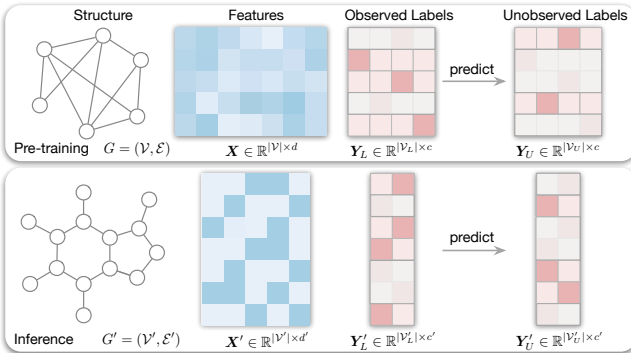 Structure Features Observed Labels Unobserved Labels
predict
Pre-training G = (𝒱, ℰ) X ∈ ℝ^{|𝒱|×d} Y_L ∈ ℝ^{|𝒱_L|×c} Y_U ∈ ℝ^{|𝒱_U|×c}
predict
Inference G′ = (𝒱′, ℰ′) X′ ∈ ℝ^{|𝒱′|×d′} Y′_L ∈ ℝ^{|𝒱′_L|×c′} Y′_U ∈ ℝ^{|𝒱′_U|×c′}